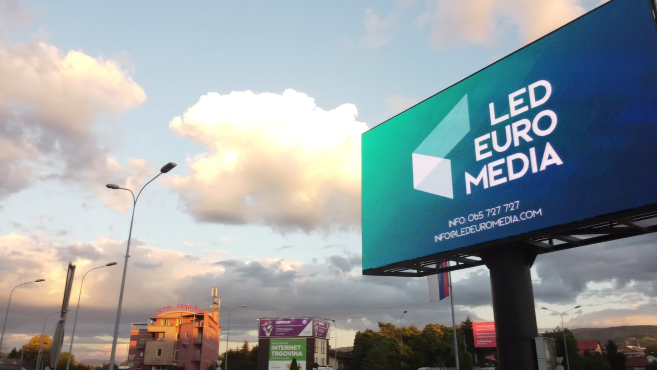 LED
EURO
MEDIA
INFO: 065 727 727
INFO@LEDEUROMEDIA.COM
INTERNET
TRGOVINA